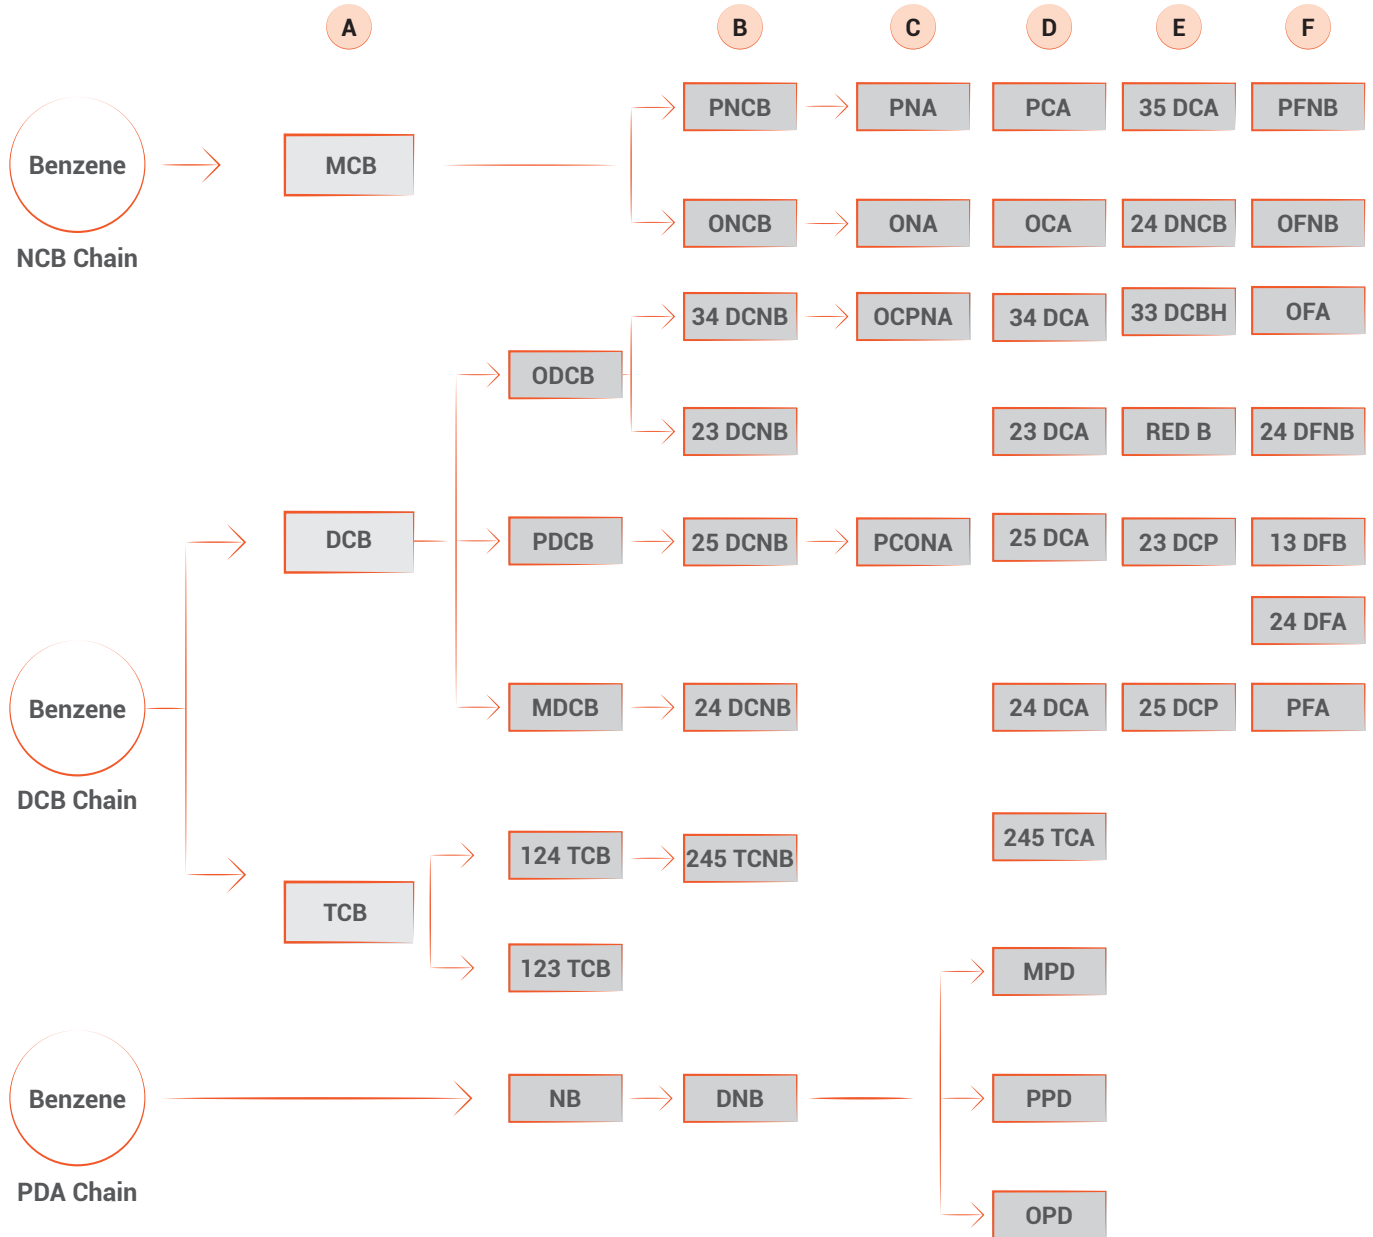 A
B
C
D
E
F
PNCB
PNA
PCA
35 DCA
PFNB
Benzene
MCB
ONCB
ONA
OCA
24 DNCB
OFNB
NCB Chain
34 DCNB
OCPNA
34 DCA
33 DCBH
OFA
ODCB
23 DCNB
23 DCA
RED B
24 DFNB
DCB
PDCB
25 DCNB
PCONA
25 DCA
23 DCP
13 DFB
24 DFA
Benzene
MDCB
24 DCNB
24 DCA
25 DCP
PFA
DCB Chain
245 TCA
124 TCB
245 TCNB
TCB
123 TCB
MPD
Benzene
NB
DNB
PPD
PDA Chain
OPD